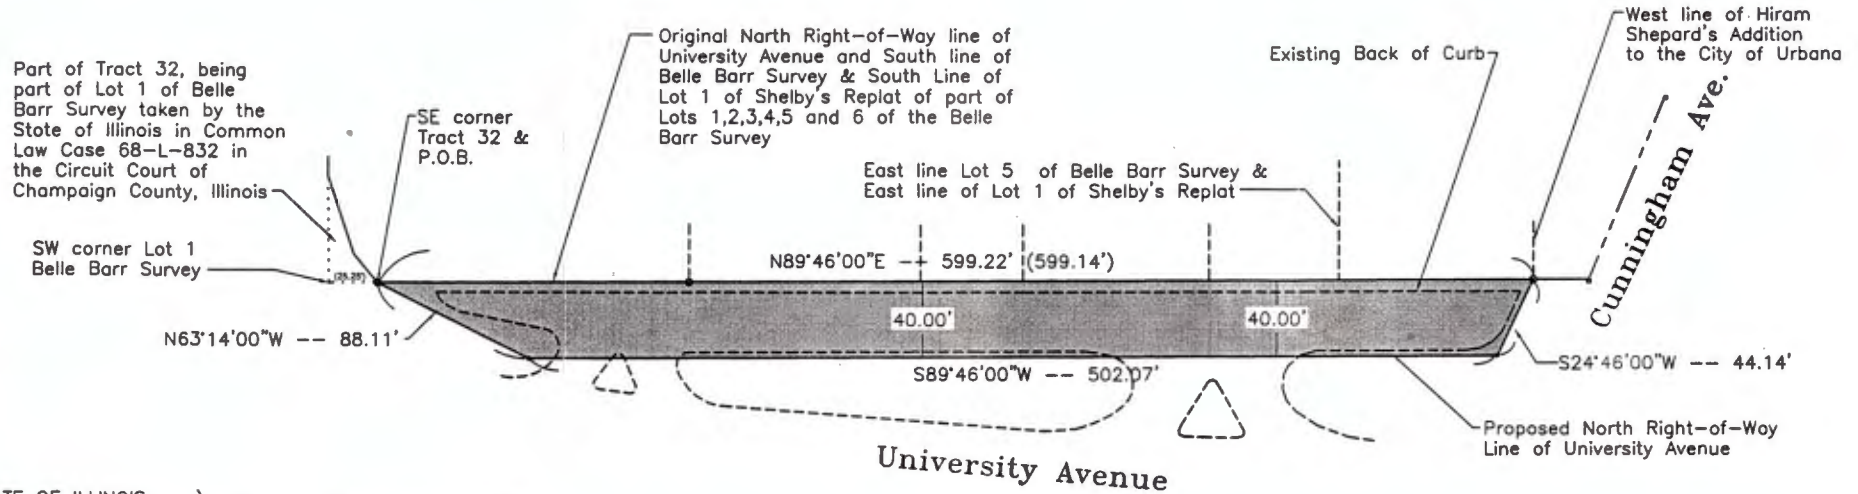 Part of Tract 32, being
part of Lot 1 of Belle
Barr Survey taken by the
State of Illinois in Common
Law Case 68-L-832 in
the Circuit Court of
Champaign County, Illinois
SW corner Lot 1
Belle Barr Survey
SE corner
Tract 32 &
P.O.B.
Original North Right-of-Way line of
University Avenue and South line of
Belle Barr Survey & South Line of
Lot 1 of Shelby's Replat of part of
Lots 1,2,3,4,5 and 6 of the Belle
Barr Survey
East line Lot 5 of Belle Barr Survey &
East line of Lot 1 of Shelby's Replat
Existing Back of Curb
West line of Hiram
Shepard's Addition
to the City of Urbana
Cunningham Ave.
N89°46'00"E -- 599.22' (599.14')
N63°14'00"W -- 88.11'
40.00'
40.00'
S89°46'00"W -- 502.07'
S24°46'00"W -- 44.14'
Proposed North Right-of-Way
Line of University Avenue
University Avenue